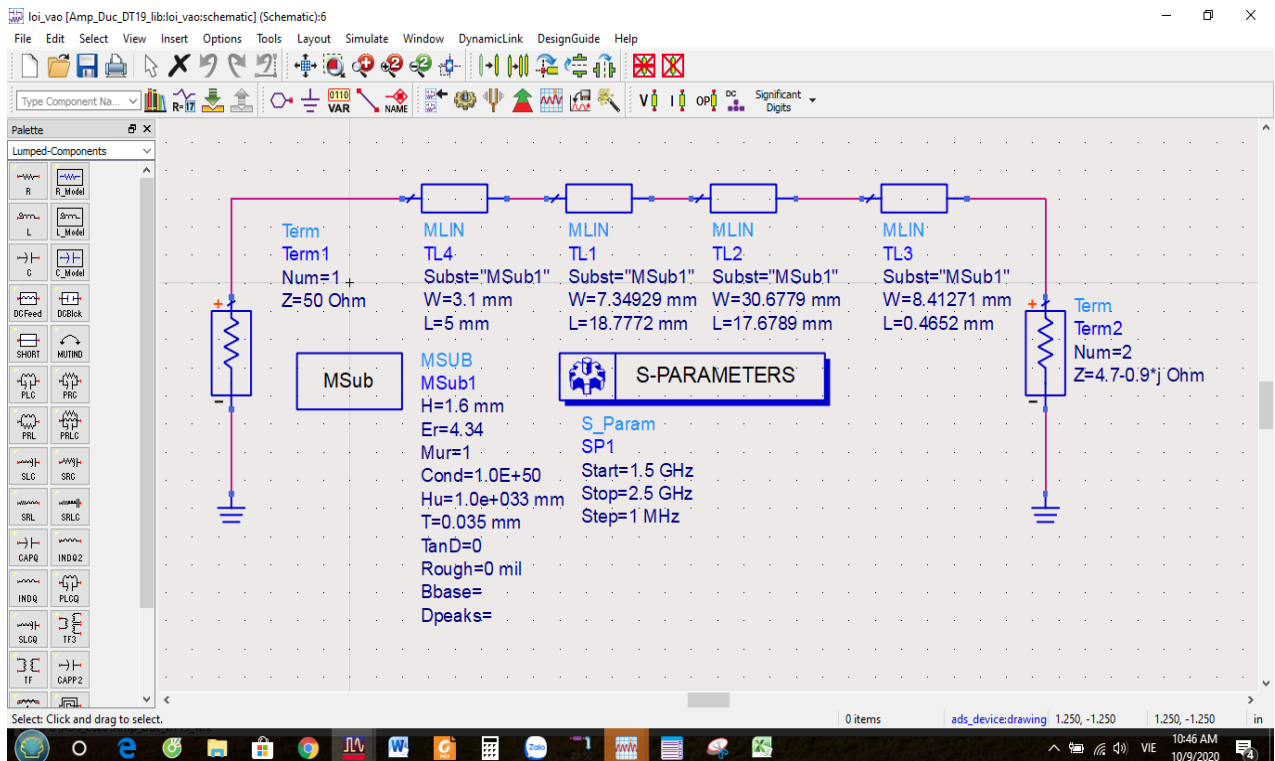 loi_vao [Amp_Duc_DT19_lib:loi_vao:schematic] (Schematic):6
File Edit Select View Insert Options Tools Layout Simulate Window DynamicLink DesignGuide Help
Type Component Na...
R= 17
0110
VAR
NAME
V
I
OP
DC
Significant
Digits
Palette
Lumped-Components
R
R_Model
L
L_Model
C
C_Model
DCFeed
DCBlck
SHORT
MUTIND
PLC
PRC
PRL
PRLC
SLC
SRC
SRL
SRLC
CAPQ
INDQ2
INDQ
PLCQ
SLCQ
TF3
TF
CAPP2
Term
Term1
Num=1
Z=50 Ohm
MLIN
TL4
Subst="MSub1"
W=3.1 mm
L=5 mm
MLIN
TL1
Subst="MSub1"
W=7.34929 mm
L=18.7772 mm
MLIN
TL2
Subst="MSub1"
W=30.6779 mm
L=17.6789 mm
MLIN
TL3
Subst="MSub1"
W=8.41271 mm
L=0.4652 mm
Term
Term2
Num=2
Z=4.7-0.9*j Ohm
MSub
MSUB
MSub1
H=1.6 mm
Er=4.34
Mur=1
Cond=1.0E+50
Hu=1.0e+033 mm
T=0.035 mm
TanD=0
Rough=0 mil
Bbase=
Dpeaks=
S-PARAMETERS
S_Param
SP1
Start=1.5 GHz
Stop=2.5 GHz
Step=1 MHz
Select: Click and drag to select.
0 items
ads_device:drawing
1.250, -1.250
1.250, -1.250
in
Zalo
VIE
10:46 AM
10/9/2020
4